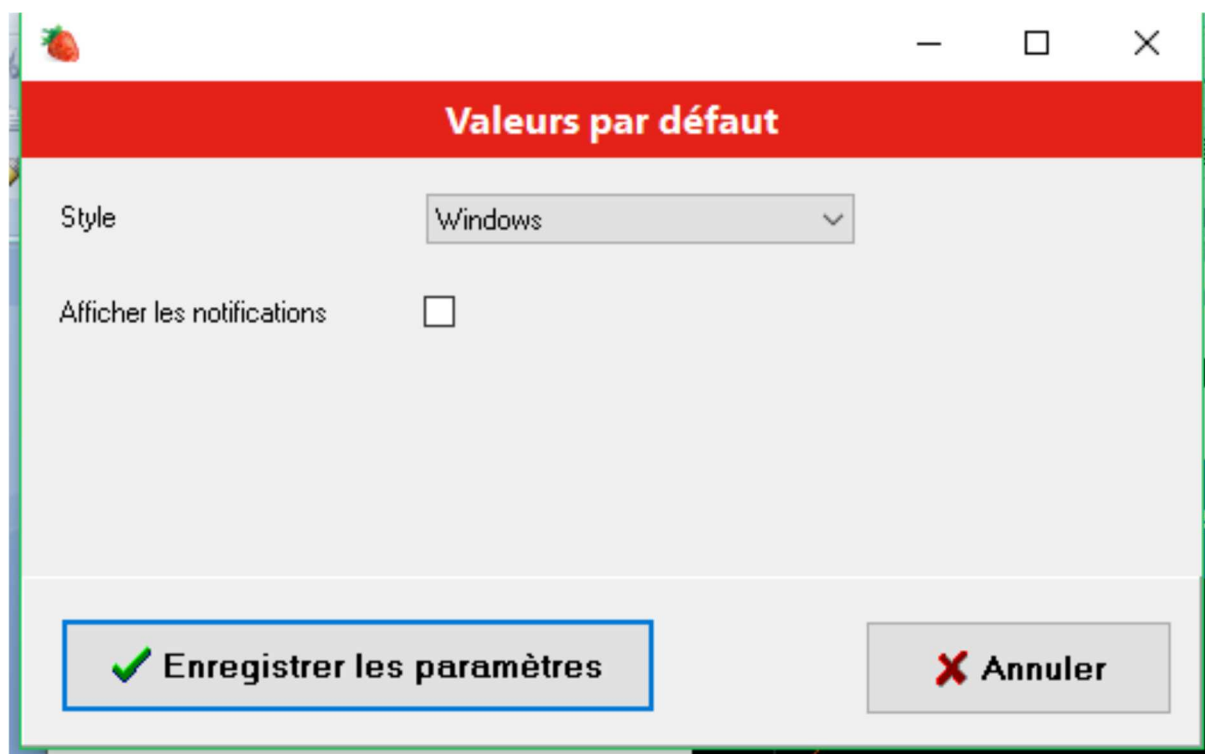 Valeurs par défaut
Style
Windows
Afficher les notifications
Enregistrer les paramètres
Annuler